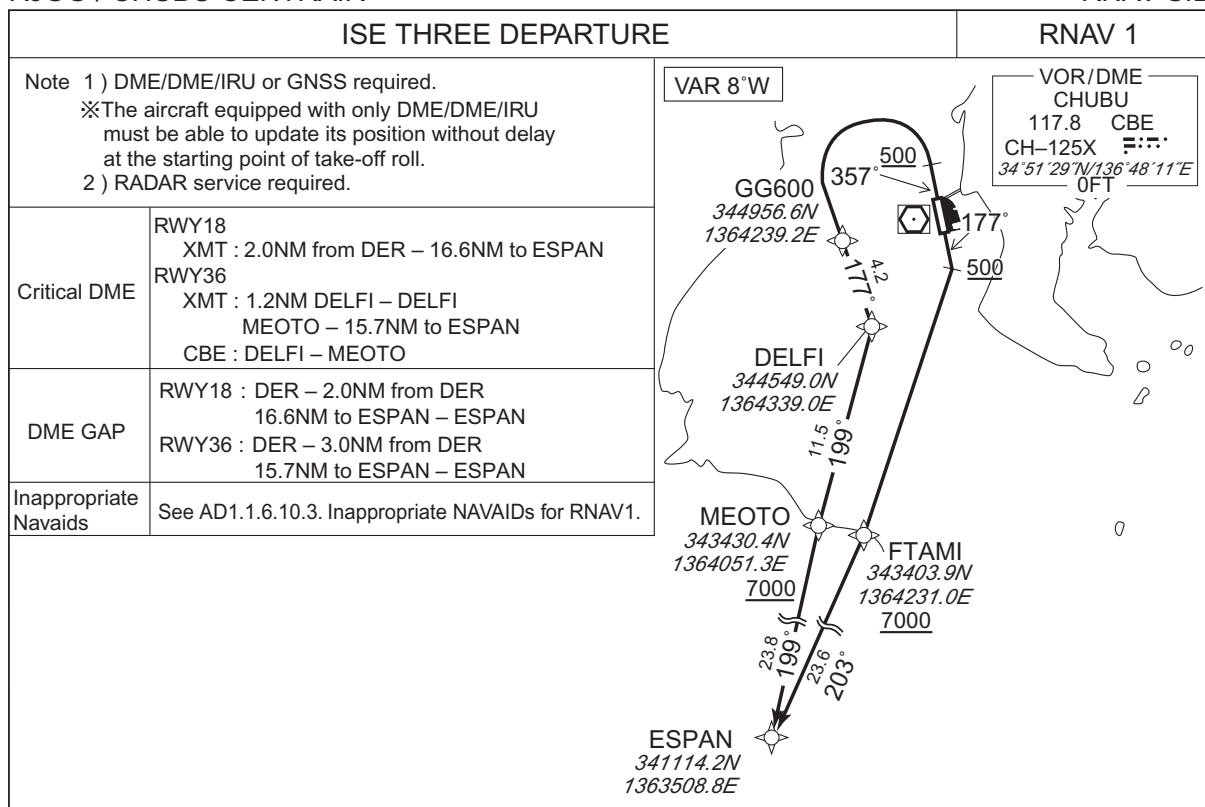 ISE THREE DEPARTURE
RNAV 1
Note 1 ) DME/DME/IRU or GNSS required.
※The aircraft equipped with only DME/DME/IRU
must be able to update its position without delay
at the starting point of take-off roll.
2 ) RADAR service required.
Critical DME
RWY18
XMT : 2.0NM from DER – 16.6NM to ESPAN
RWY36
XMT : 1.2NM DELFI – DELFI
MEOTO – 15.7NM to ESPAN
CBE : DELFI – MEOTO
DME GAP
RWY18 : DER – 2.0NM from DER
16.6NM to ESPAN – ESPAN
RWY36 : DER – 3.0NM from DER
15.7NM to ESPAN – ESPAN
Inappropriate
Navaids
See AD1.1.6.10.3. Inappropriate NAVAIDs for RNAV1.
VAR 8°W
VOR/DME
CHUBU
117.8 CBE
CH–125X
34°51′29″N/136°48′11″E
0FT
500
357°
GG600
344956.6N
1364239.2E
177°
500
4.2
177°
DELFI
344549.0N
1364339.0E
11.5
199°
MEOTO
343430.4N
1364051.3E
7000
FTAMI
343403.9N
1364231.0E
7000
23.8
199°
23.6
203°
ESPAN
341114.2N
1363508.8E